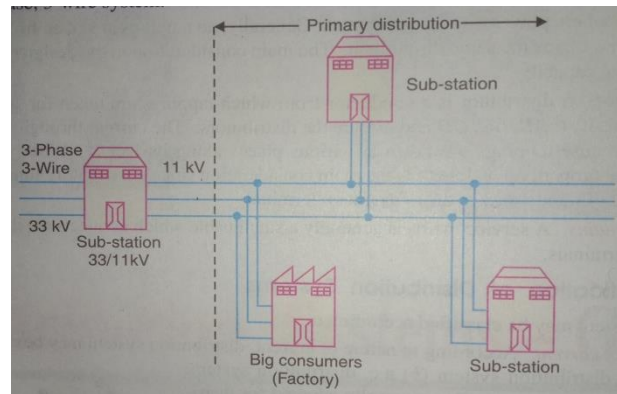 Primary distribution
Sub-station
3-Phase
3-Wire
11 kV
33 kV
Sub-station
33/11kV
Big consumers
(Factory)
Sub-station